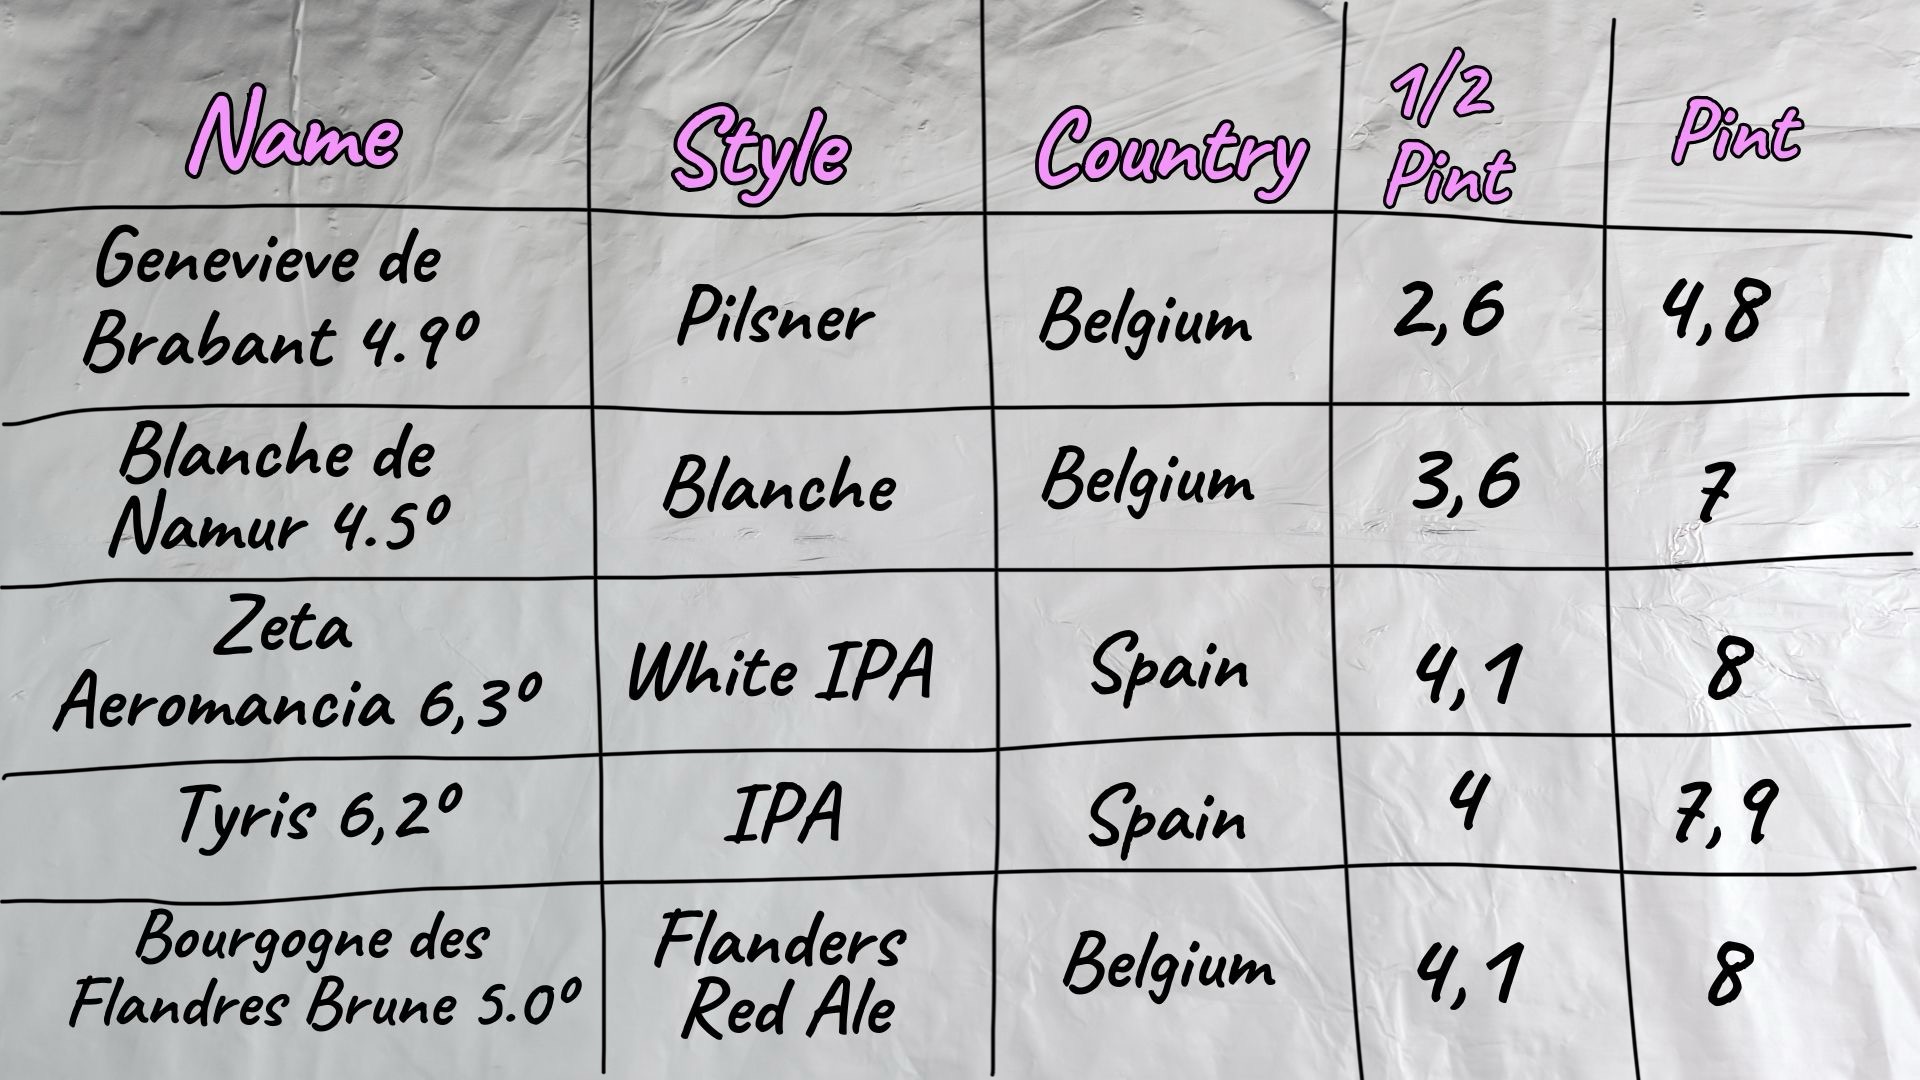 Name
Style
Country
1/2
Pint
Pint
Genevieve de
Brabant 4.9º
Pilsner
Belgium
2,6
4,8
Blanche de
Namur 4.5º
Blanche
Belgium
3,6
7
Zeta
Aeromancia 6,3º
White IPA
Spain
4,1
8
Tyris 6,2º
IPA
Spain
4
7,9
Bourgogne des
Flandres Brune 5.0º
Flanders
Red Ale
Belgium
4,1
8